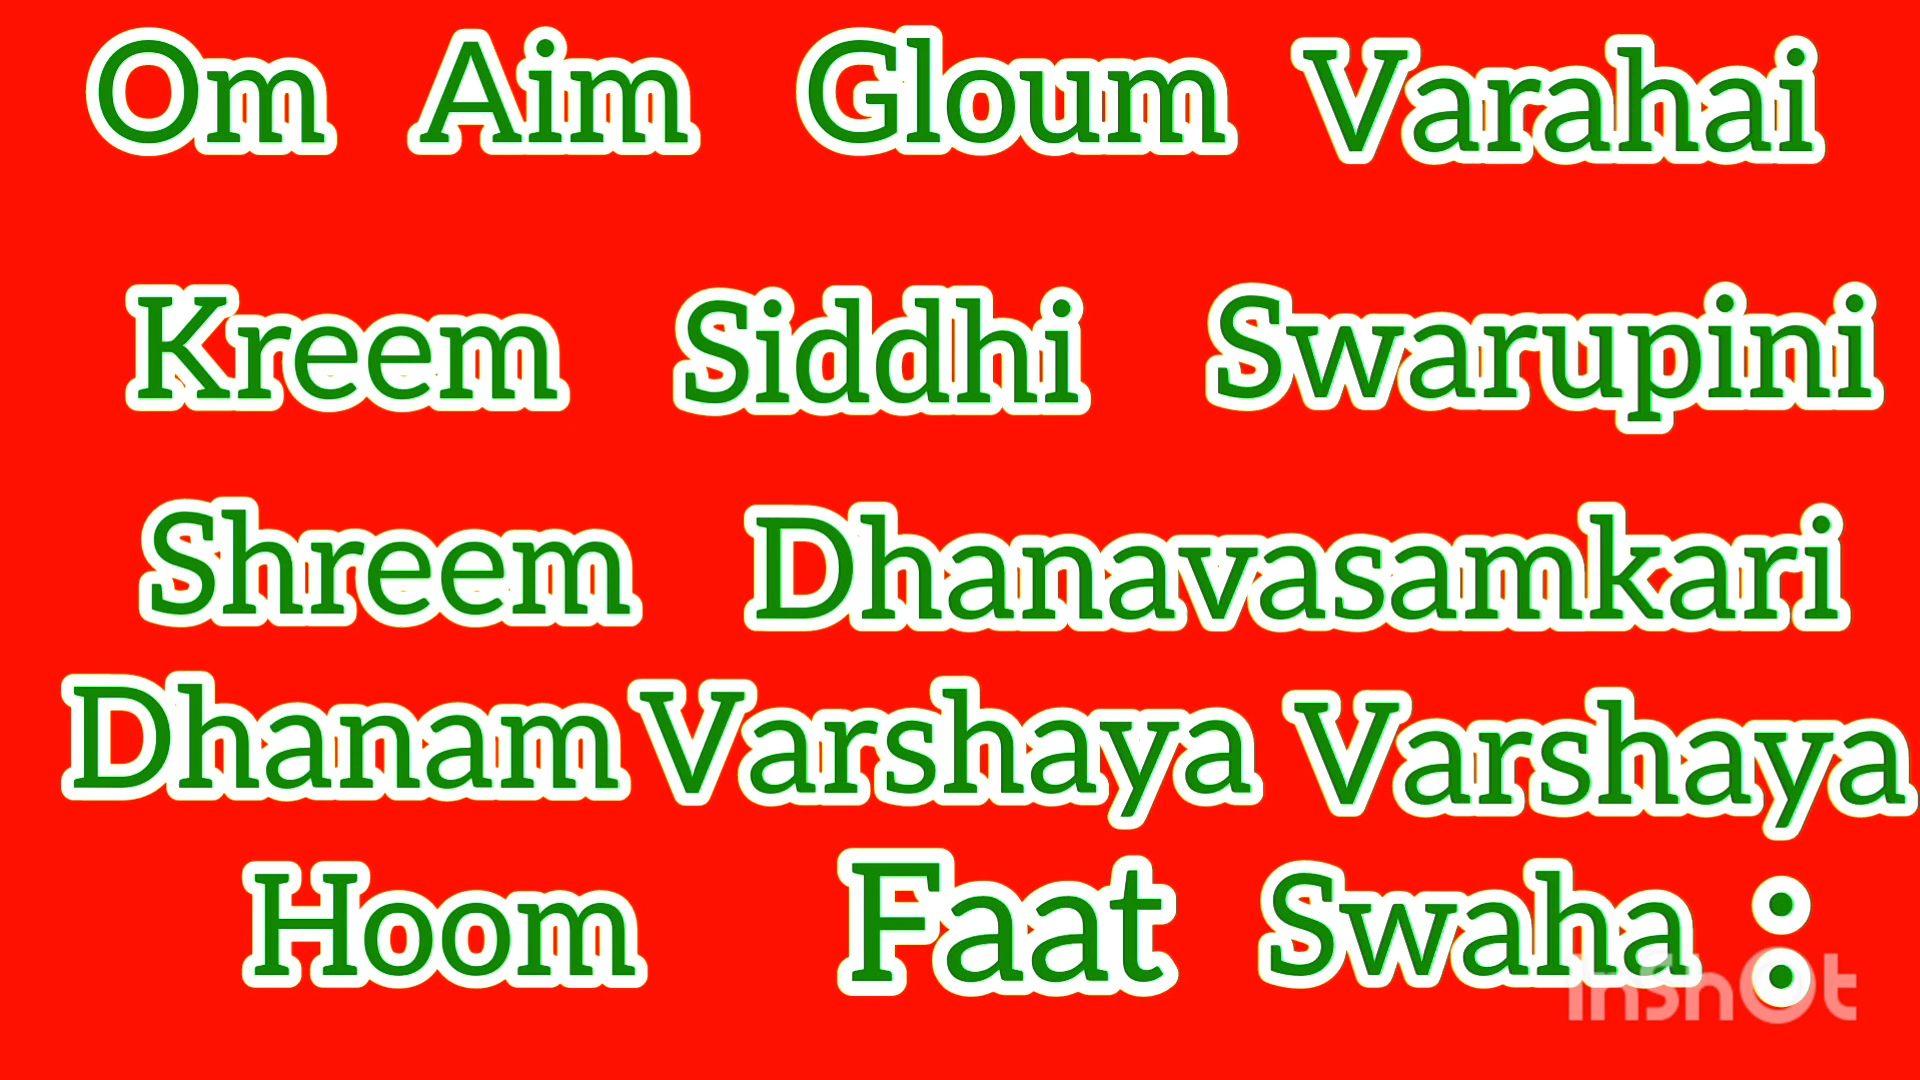 Om Aim Gloum Varahai
Kreem Siddhi Swarupini
Shreem Dhanavasamkari
Dhanam Varshaya Varshaya
Hoom Faat Swaha :
InShOt